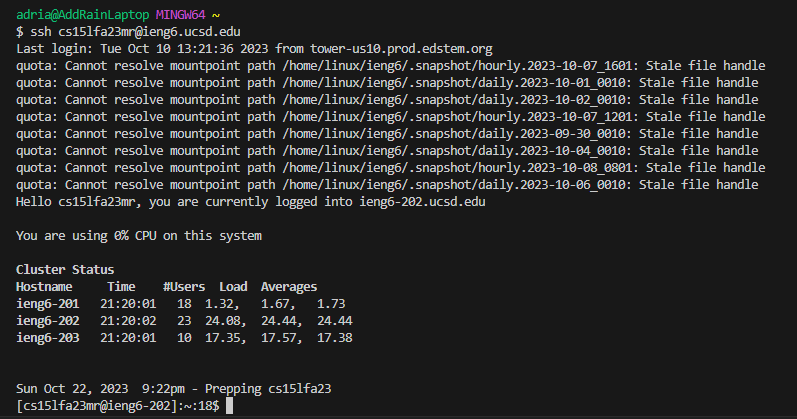 adria@AddRainLaptop MINGW64 ~
$ ssh cs15lfa23mr@ieng6.ucsd.edu
Last login: Tue Oct 10 13:21:36 2023 from tower-us10.prod.edstem.org
quota: Cannot resolve mountpoint path /home/linux/ieng6/.snapshot/hourly.2023-10-07_1601: Stale file handle
quota: Cannot resolve mountpoint path /home/linux/ieng6/.snapshot/daily.2023-10-01_0010: Stale file handle
quota: Cannot resolve mountpoint path /home/linux/ieng6/.snapshot/daily.2023-10-02_0010: Stale file handle
quota: Cannot resolve mountpoint path /home/linux/ieng6/.snapshot/hourly.2023-10-07_1201: Stale file handle
quota: Cannot resolve mountpoint path /home/linux/ieng6/.snapshot/daily.2023-09-30_0010: Stale file handle
quota: Cannot resolve mountpoint path /home/linux/ieng6/.snapshot/daily.2023-10-04_0010: Stale file handle
quota: Cannot resolve mountpoint path /home/linux/ieng6/.snapshot/hourly.2023-10-08_0801: Stale file handle
quota: Cannot resolve mountpoint path /home/linux/ieng6/.snapshot/daily.2023-10-06_0010: Stale file handle
Hello cs15lfa23mr, you are currently logged into ieng6-202.ucsd.edu
You are using 0% CPU on this system
Cluster Status
Hostname     Time    #Users  Load  Averages
ieng6-201   21:20:01   18  1.32,   1.67,   1.73
ieng6-202   21:20:02   23  24.08,  24.44,  24.44
ieng6-203   21:20:01   10  17.35,  17.57,  17.38
Sun Oct 22, 2023  9:22pm - Prepping cs15lfa23
[cs15lfa23mr@ieng6-202]:~:18$